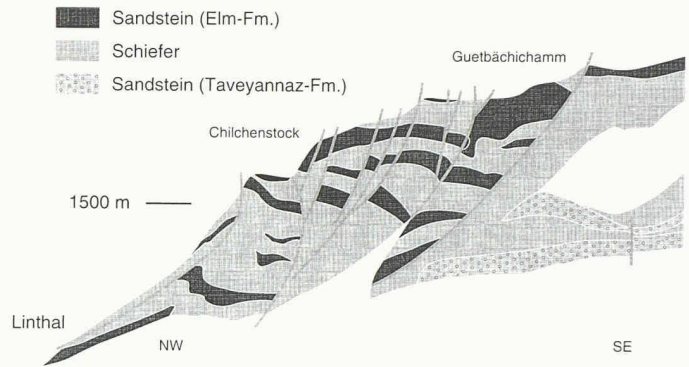 Sandstein (Elm-Fm.)
Schiefer
Sandstein (Taveyannaz-Fm.)
Guetbächichamm
Chilchenstock
1500 m
Linthal
NW
SE